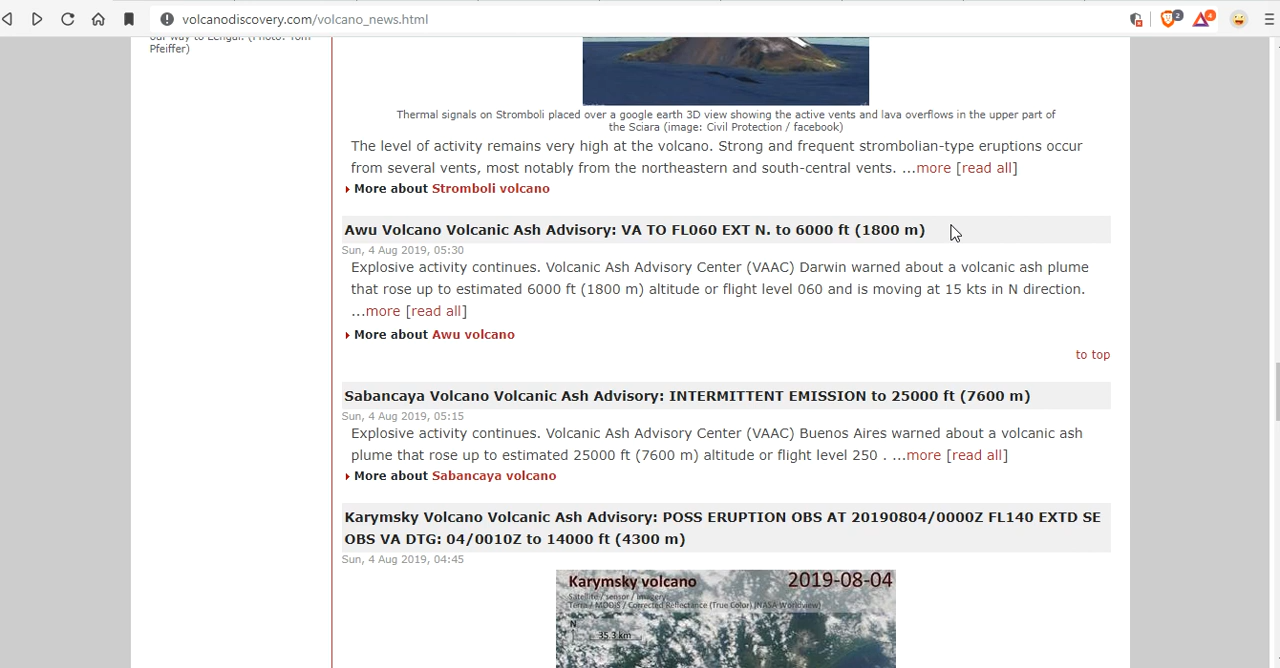 volcanodiscovery.com/volcano_news.html
2
4
our way to Lengai. (Photo: Tom
Pfeiffer)
Thermal signals on Stromboli placed over a google earth 3D view showing the active vents and lava overflows in the upper part of
the Sciara (image: Civil Protection / facebook)
The level of activity remains very high at the volcano. Strong and frequent strombolian-type eruptions occur
from several vents, most notably from the northeastern and south-central vents. ...more [read all]
More about Stromboli volcano
Awu Volcano Volcanic Ash Advisory: VA TO FL060 EXT N. to 6000 ft (1800 m)
Sun, 4 Aug 2019, 05:30
Explosive activity continues. Volcanic Ash Advisory Center (VAAC) Darwin warned about a volcanic ash plume
that rose up to estimated 6000 ft (1800 m) altitude or flight level 060 and is moving at 15 kts in N direction.
...more [read all]
More about Awu volcano
to top
Sabancaya Volcano Volcanic Ash Advisory: INTERMITTENT EMISSION to 25000 ft (7600 m)
Sun, 4 Aug 2019, 05:15
Explosive activity continues. Volcanic Ash Advisory Center (VAAC) Buenos Aires warned about a volcanic ash
plume that rose up to estimated 25000 ft (7600 m) altitude or flight level 250 . ...more [read all]
More about Sabancaya volcano
Karymsky Volcano Volcanic Ash Advisory: POSS ERUPTION OBS AT 20190804/0000Z FL140 EXTD SE
OBS VA DTG: 04/0010Z to 14000 ft (4300 m)
Sun, 4 Aug 2019, 04:45
Karymsky volcano 2019-08-04
Satellite / sensor / imagery:
Terra / MODIS / Corrected Reflectance (True Color) (NASA Worldview)
N
35.3 km